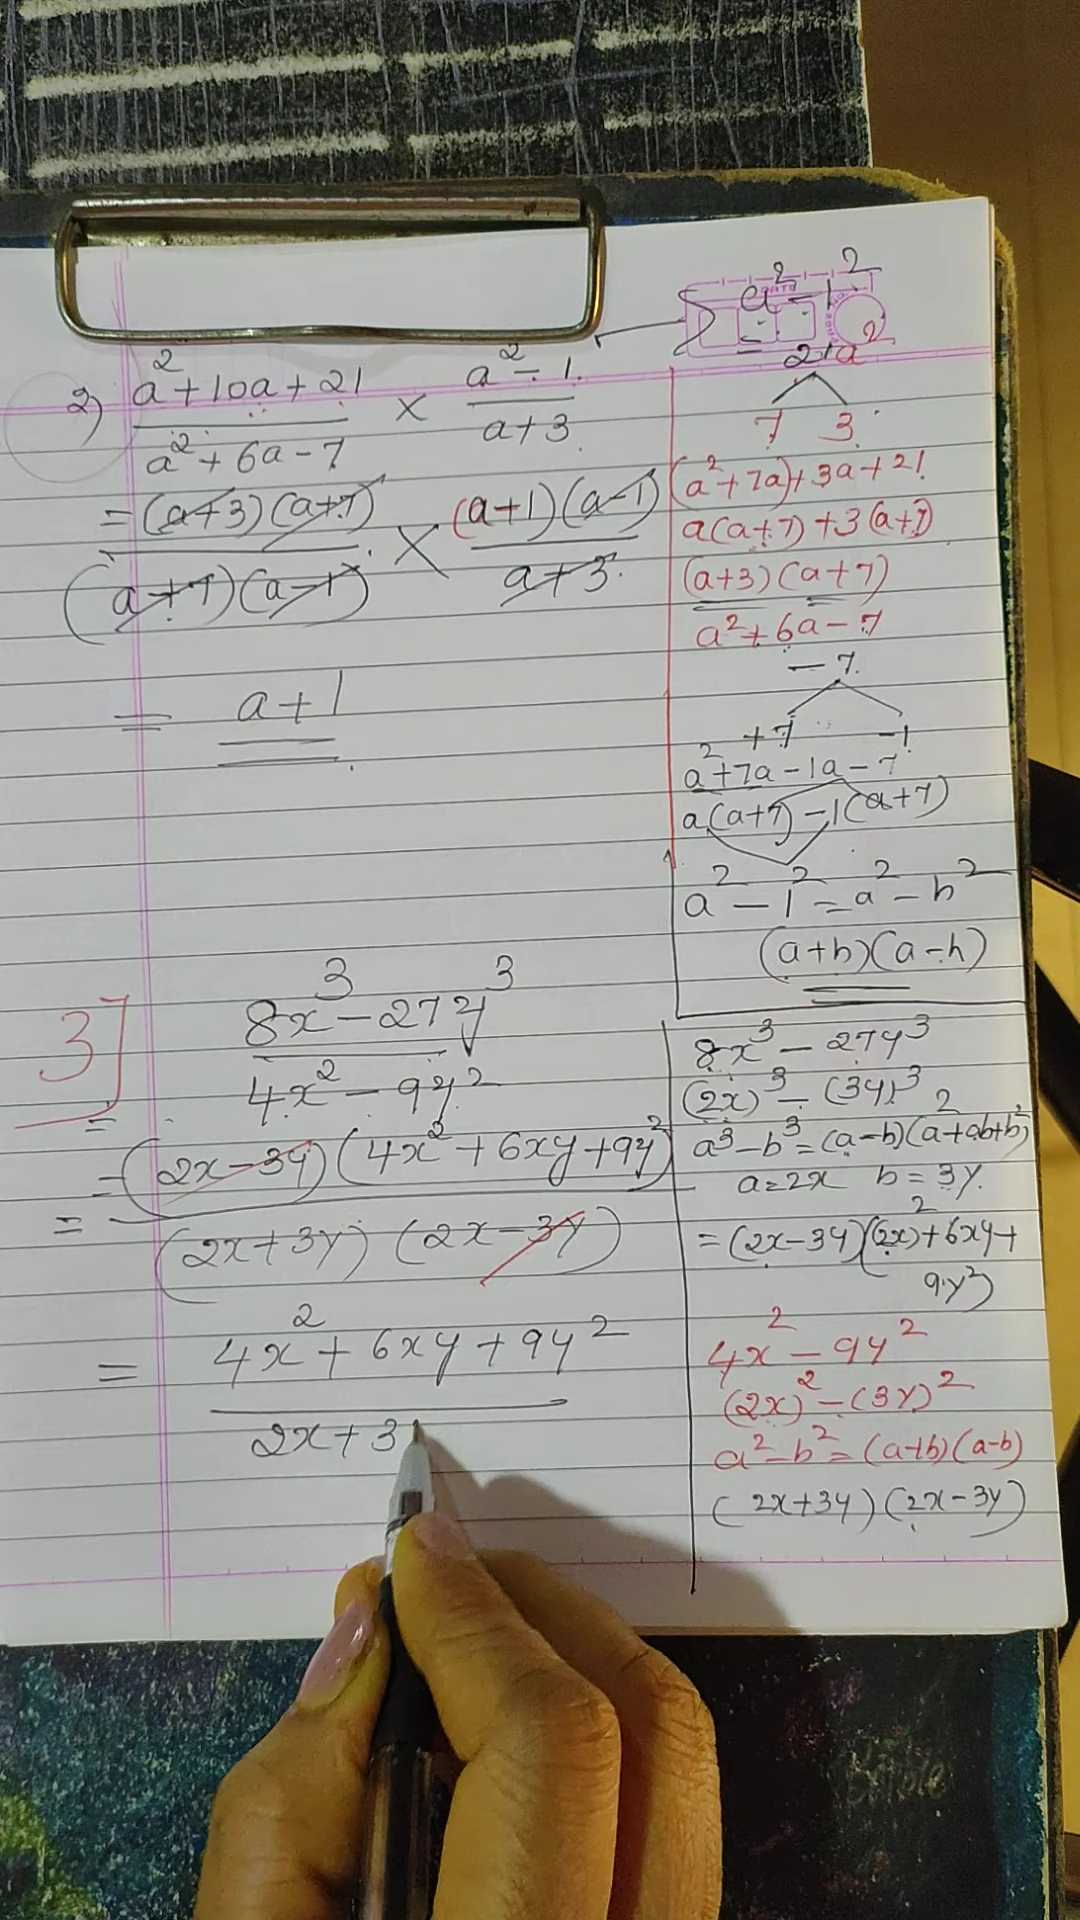 2) a² + 10a + 21 / a² + 6a - 7 × a² - 1 / a + 3
= (a+3)(a+7) / (a+7)(a-1) × (a+1)(a-1) / a+3
= a+1
3] 8x³ - 27y³ / 4x² - 9y²
=
= (2x-3y)(4x² + 6xy + 9y²)
= (2x+3y)(2x-3y)
= 4x² + 6xy + 9y² / 2x + 3
a² - 1²
21a²
7 3
(a² + 7a) + 3a + 21
a(a+7) + 3(a+7)
(a+3)(a+7)
a² + 6a - 7
- 7
+7 -1
a² + 7a - 1a - 7
a(a+7) - 1(a+7)
a² - 1² = a² - b²
(a+b)(a-b)
8x³ - 27y³
(2x)³ - (3y)³
a³ - b³ = (a-b)(a² + ab + b²)
a = 2x b = 3y
= (2x-3y)((2x)² + 6xy +
9y²)
4x² - 9y²
(2x)² - (3y)²
a² - b² = (a+b)(a-b)
(2x+3y)(2x-3y)